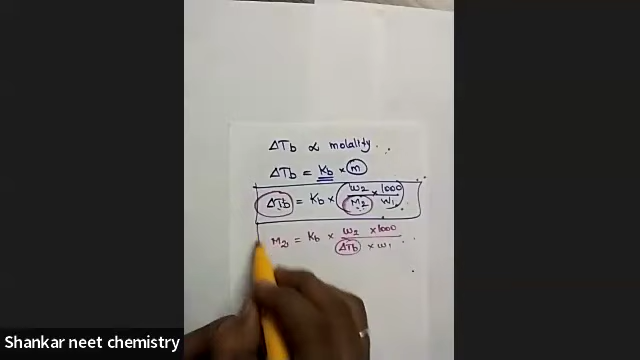 ΔTb ∝ molality.
ΔTb = Kb × m
ΔTb = Kb × W2 × 1000 / M2 W1
M2 = Kb × W2 × 1000 / ΔTb × W1
Shankar neet chemistry